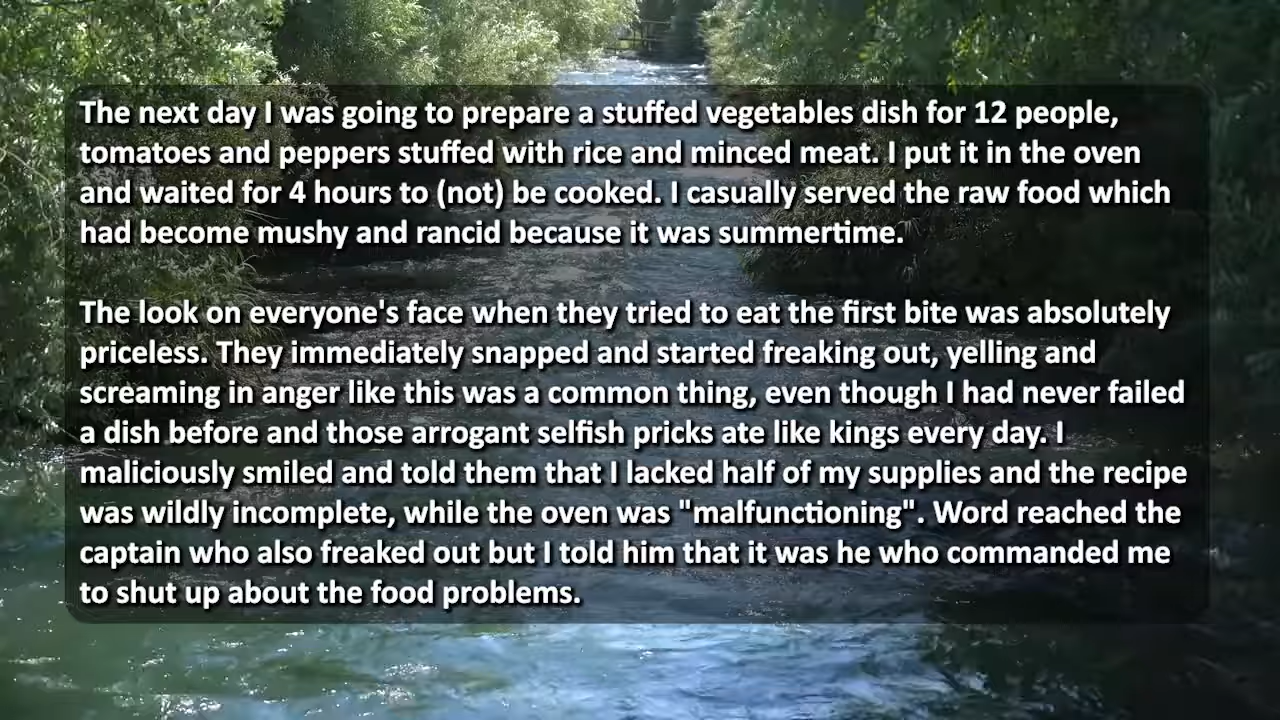 The next day I was going to prepare a stuffed vegetables dish for 12 people,
tomatoes and peppers stuffed with rice and minced meat. I put it in the oven
and waited for 4 hours to (not) be cooked. I casually served the raw food which
had become mushy and rancid because it was summertime.
The look on everyone's face when they tried to eat the first bite was absolutely
priceless. They immediately snapped and started freaking out, yelling and
screaming in anger like this was a common thing, even though I had never failed
a dish before and those arrogant selfish pricks ate like kings every day. I
maliciously smiled and told them that I lacked half of my supplies and the recipe
was wildly incomplete, while the oven was "malfunctioning". Word reached the
captain who also freaked out but I told him that it was he who commanded me
to shut up about the food problems.